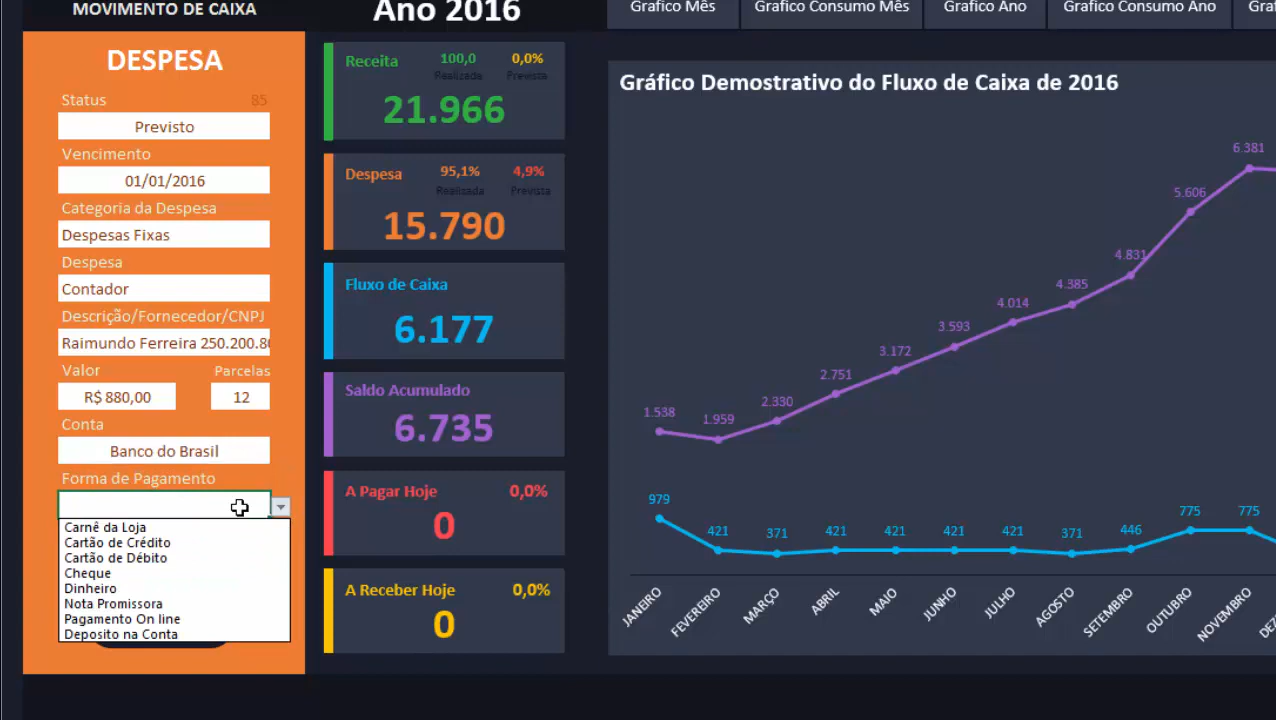 MOVIMENTO DE CAIXA
Ano 2016
Grafico Mês
Grafico Consumo Mês
Grafico Ano
Grafico Consumo Ano
DESPESA
Status 85
Previsto
Vencimento
01/01/2016
Categoria da Despesa
Despesas Fixas
Despesa
Contador
Descrição/Fornecedor/CNPJ
Raimundo Ferreira 250.200.80
Valor Parcelas
R$ 880,00 12
Conta
Banco do Brasil
Forma de Pagamento
Carnê da Loja
Cartão de Crédito
Cartão de Débito
Cheque
Dinheiro
Nota Promissora
Pagamento On line
Deposito na Conta
Receita 100,0 0,0%
Realizada Prevista
21.966
Despesa 95,1% 4,9%
Realizada Prevista
15.790
Fluxo de Caixa
6.177
Saldo Acumulado
6.735
A Pagar Hoje 0,0%
0
A Receber Hoje 0,0%
0
Gráfico Demostrativo do Fluxo de Caixa de 2016
1.538 1.959 2.330 2.751 3.172 3.593 4.014 4.385 4.831 5.606 6.381
979 421 371 421 421 421 421 371 446 775 775
JANEIRO FEVEREIRO MARÇO ABRIL MAIO JUNHO JULHO AGOSTO SETEMBRO OUTUBRO NOVEMBRO